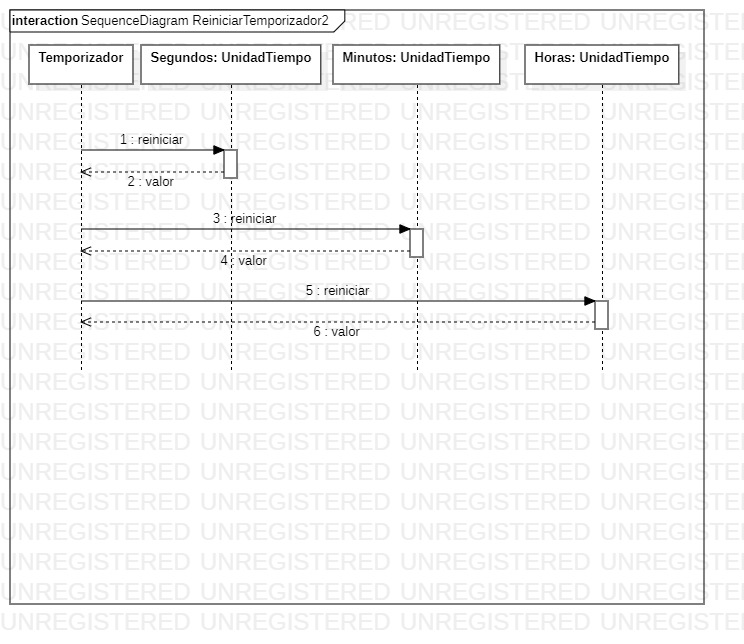 interaction SequenceDiagram ReiniciarTemporizador2
Temporizador
Segundos: UnidadTiempo
Minutos: UnidadTiempo
Horas: UnidadTiempo
1 : reiniciar
2 : valor
3 : reiniciar
4 : valor
5 : reiniciar
6 : valor
UNREGISTERED UNREGISTERED UNREGISTERED UNREGISTERED